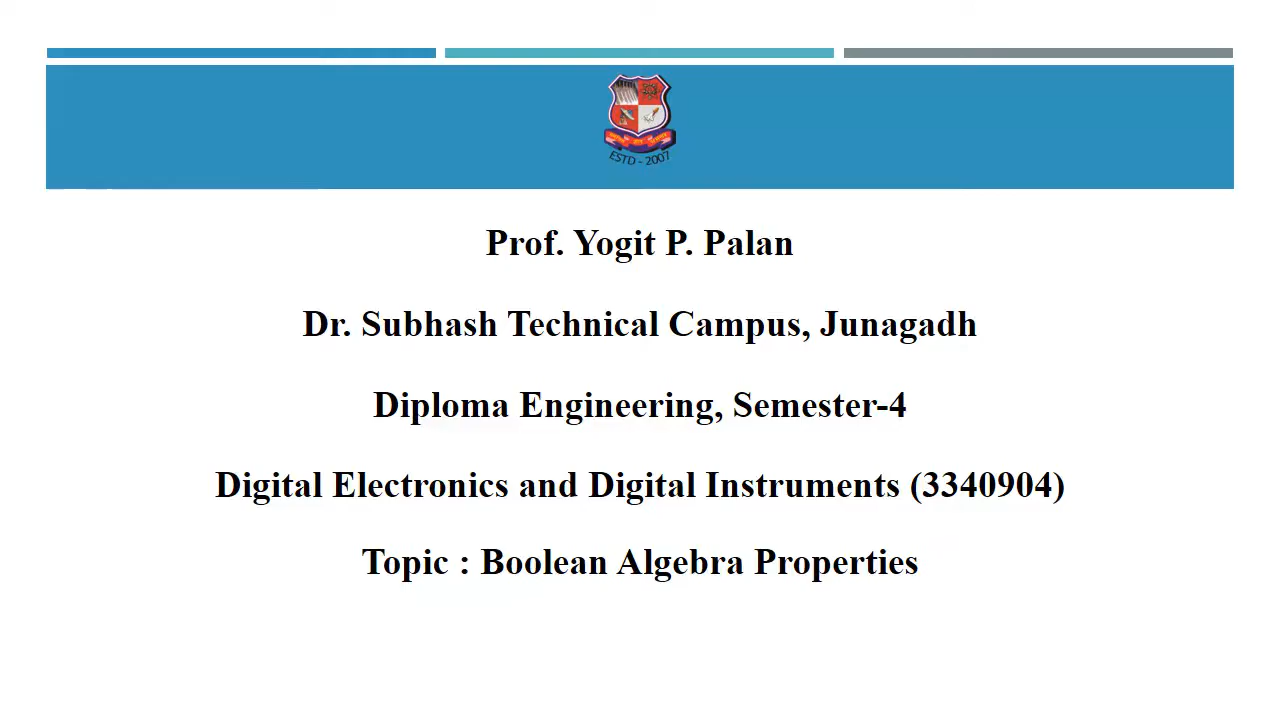 ESTD - 2007
Prof. Yogit P. Palan
Dr. Subhash Technical Campus, Junagadh
Diploma Engineering, Semester-4
Digital Electronics and Digital Instruments (3340904)
Topic : Boolean Algebra Properties